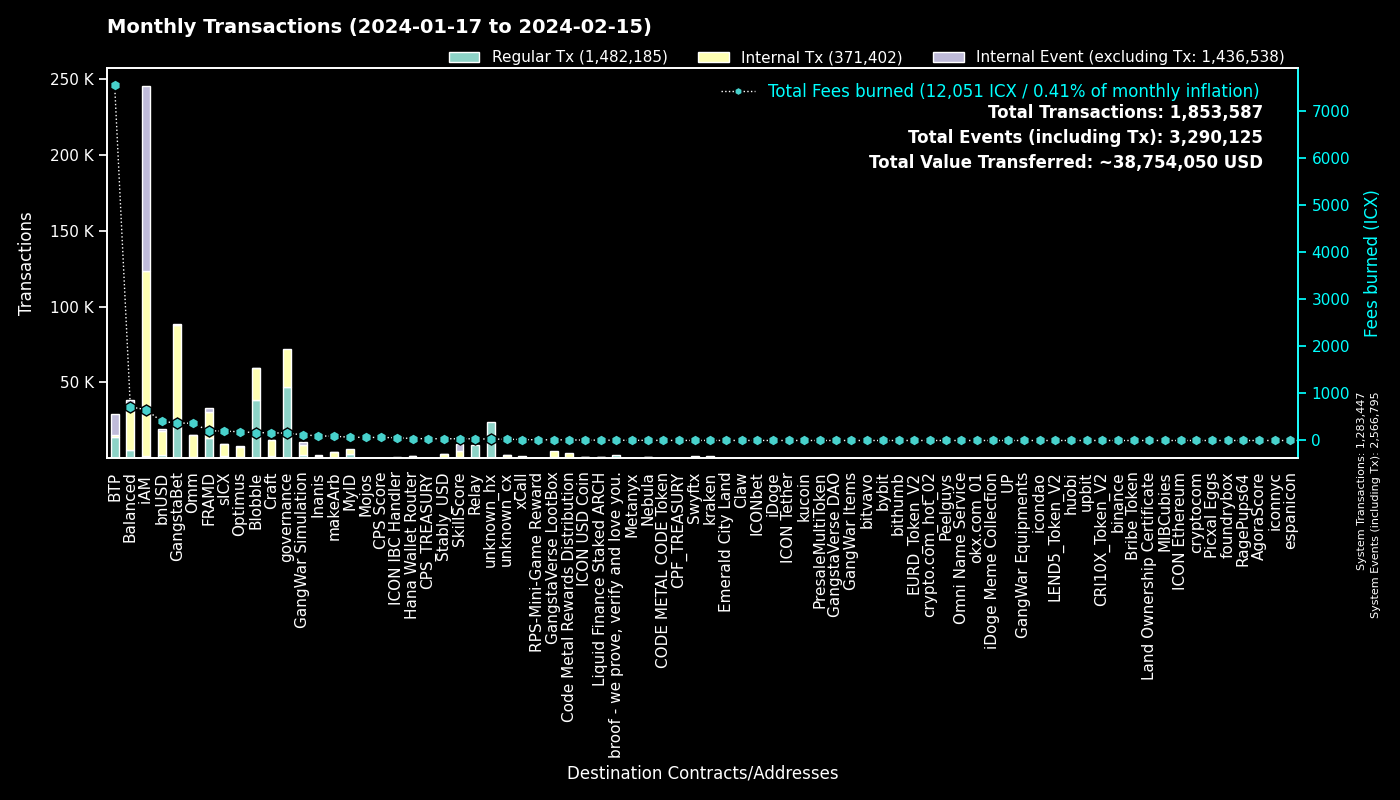 Monthly Transactions (2024-01-17 to 2024-02-15)
Regular Tx (1,482,185)
Internal Tx (371,402)
Internal Event (excluding Tx: 1,436,538)
Total Fees burned (12,051 ICX / 0.41% of monthly inflation)
Total Transactions: 1,853,587
Total Events (including Tx): 3,290,125
Total Value Transferred: ~38,754,050 USD
Transactions
250 K
200 K
150 K
100 K
50 K
7000
6000
5000
4000
3000
2000
1000
0
Fees burned (ICX)
System Transactions: 1,283,447
System Events (including Tx): 2,566,795
BTP
Balanced
iAM
bnUSD
GangstaBet
Omm
FRAMD
sICX
Optimus
Blobble
Craft
governance
GangWar Simulation
Inanis
makeArb
MyID
Mojos
CPS Score
ICON IBC Handler
Hana Wallet Router
CPS TREASURY
Stably_USD
SkillScore
Relay
unknown_hx
unknown_cx
xCall
RPS-Mini-Game Reward
GangstaVerse LootBox
Code Metal Rewards Distribution
ICON USD Coin
Liquid Finance Staked ARCH
broof - we prove, verify and love you.
Metanyx
Nebula
CODE METAL CODE Token
CPF_TREASURY
Swyftx
kraken
Emerald City Land
Claw
ICONbet
iDoge
ICON Tether
kucoin
PresaleMultiToken
GangstaVerse DAO
GangWar Items
bitvavo
bybit
bithumb
EURD_Token_V2
crypto.com_hot_02
Peelguys
Omni Name Service
okx.com_01
iDoge Meme Collection
UP
GangWar Equipments
icondao
LEND5_Token_V2
huobi
upbit
CRI10X_Token_V2
binance
Bribe Token
Land Ownership Certificate
MIBCubies
ICON Ethereum
cryptocom
Picxal Eggs
foundrybox
RagePups64
AgoraScore
iconnyc
espanicon
Destination Contracts/Addresses